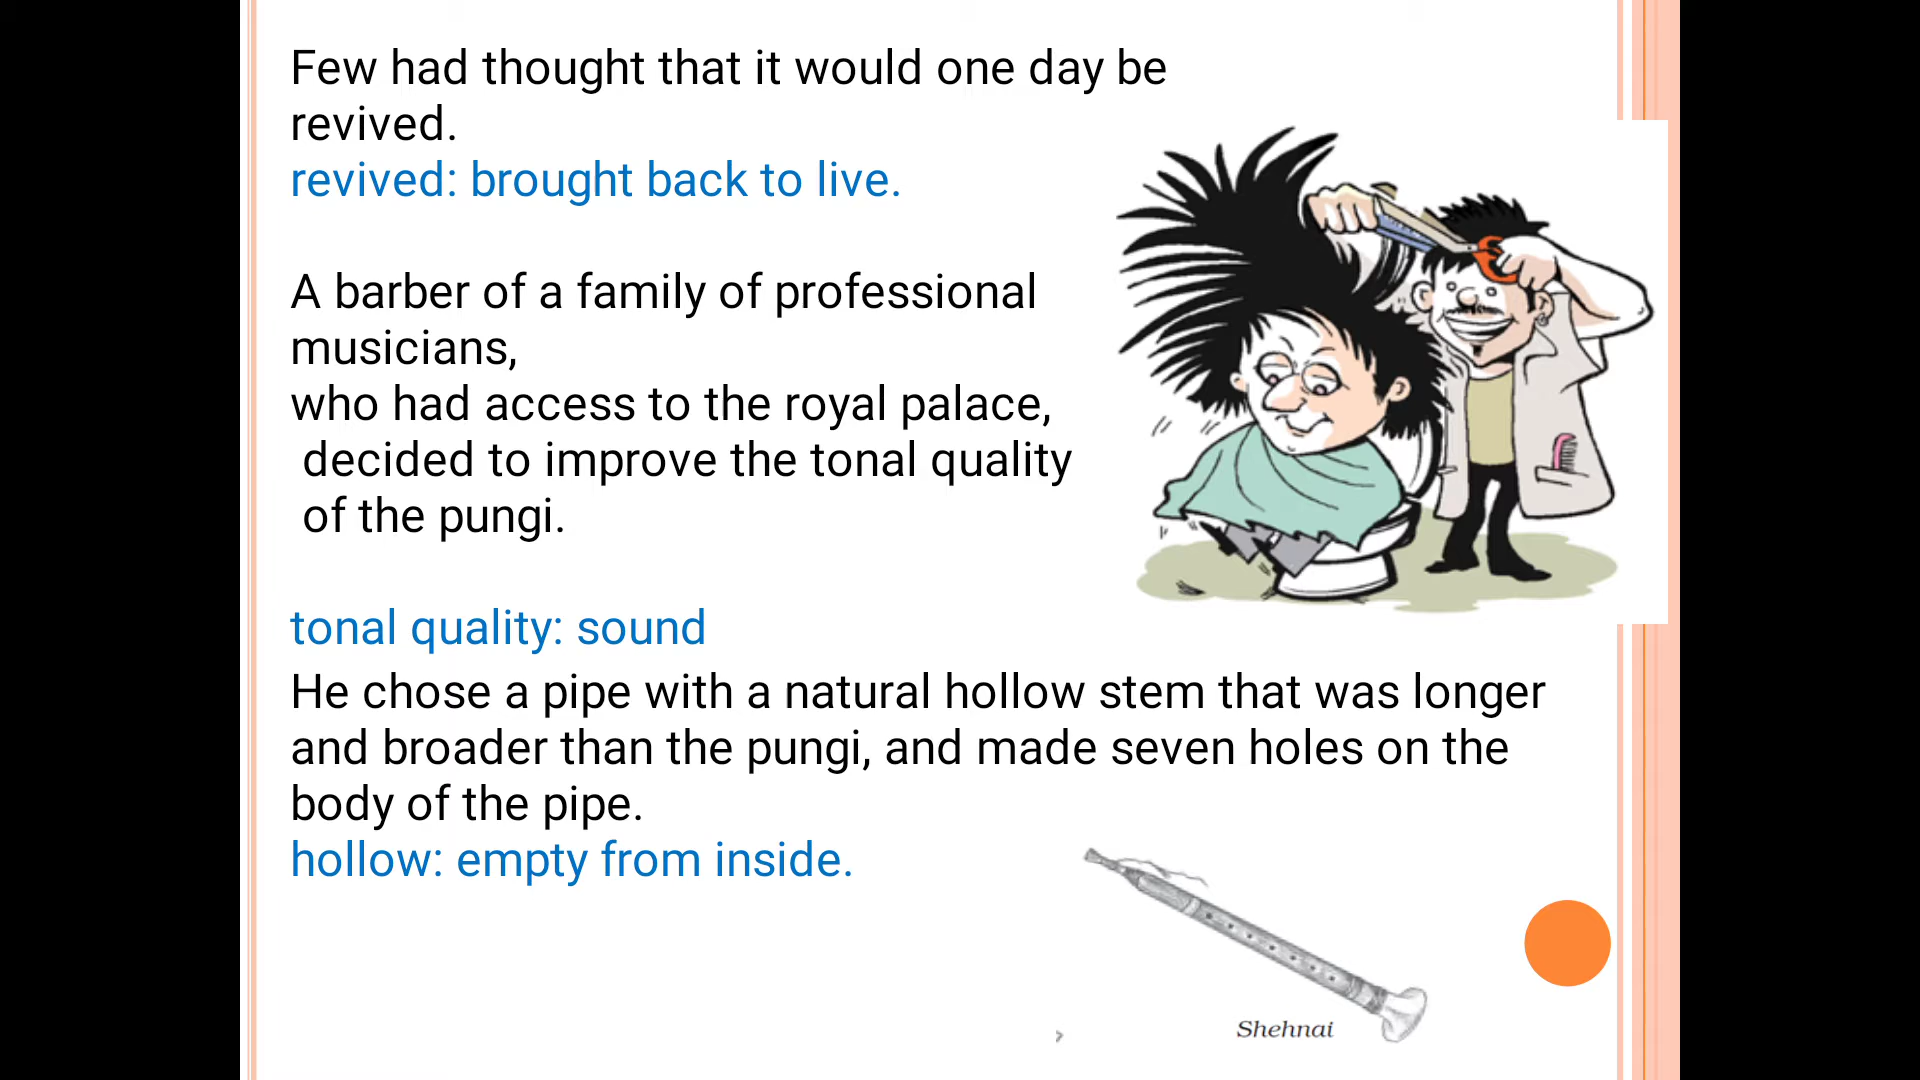 Few had thought that it would one day be
revived.
revived: brought back to live.
A barber of a family of professional
musicians,
who had access to the royal palace,
decided to improve the tonal quality
of the pungi.
tonal quality: sound
He chose a pipe with a natural hollow stem that was longer
and broader than the pungi, and made seven holes on the
body of the pipe.
hollow: empty from inside.
Shehnai